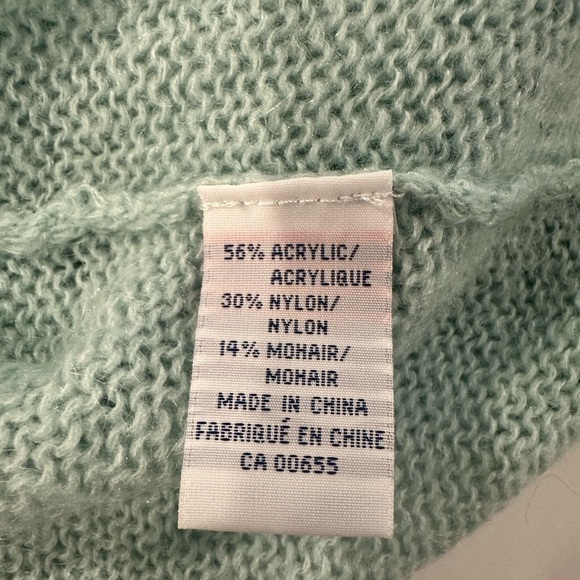 56% ACRYLIC/
ACRYLIQUE
30% NYLON/
NYLON
14% MOHAIR/
MOHAIR
MADE IN CHINA
FABRIQUÉ EN CHINE
CA 00655